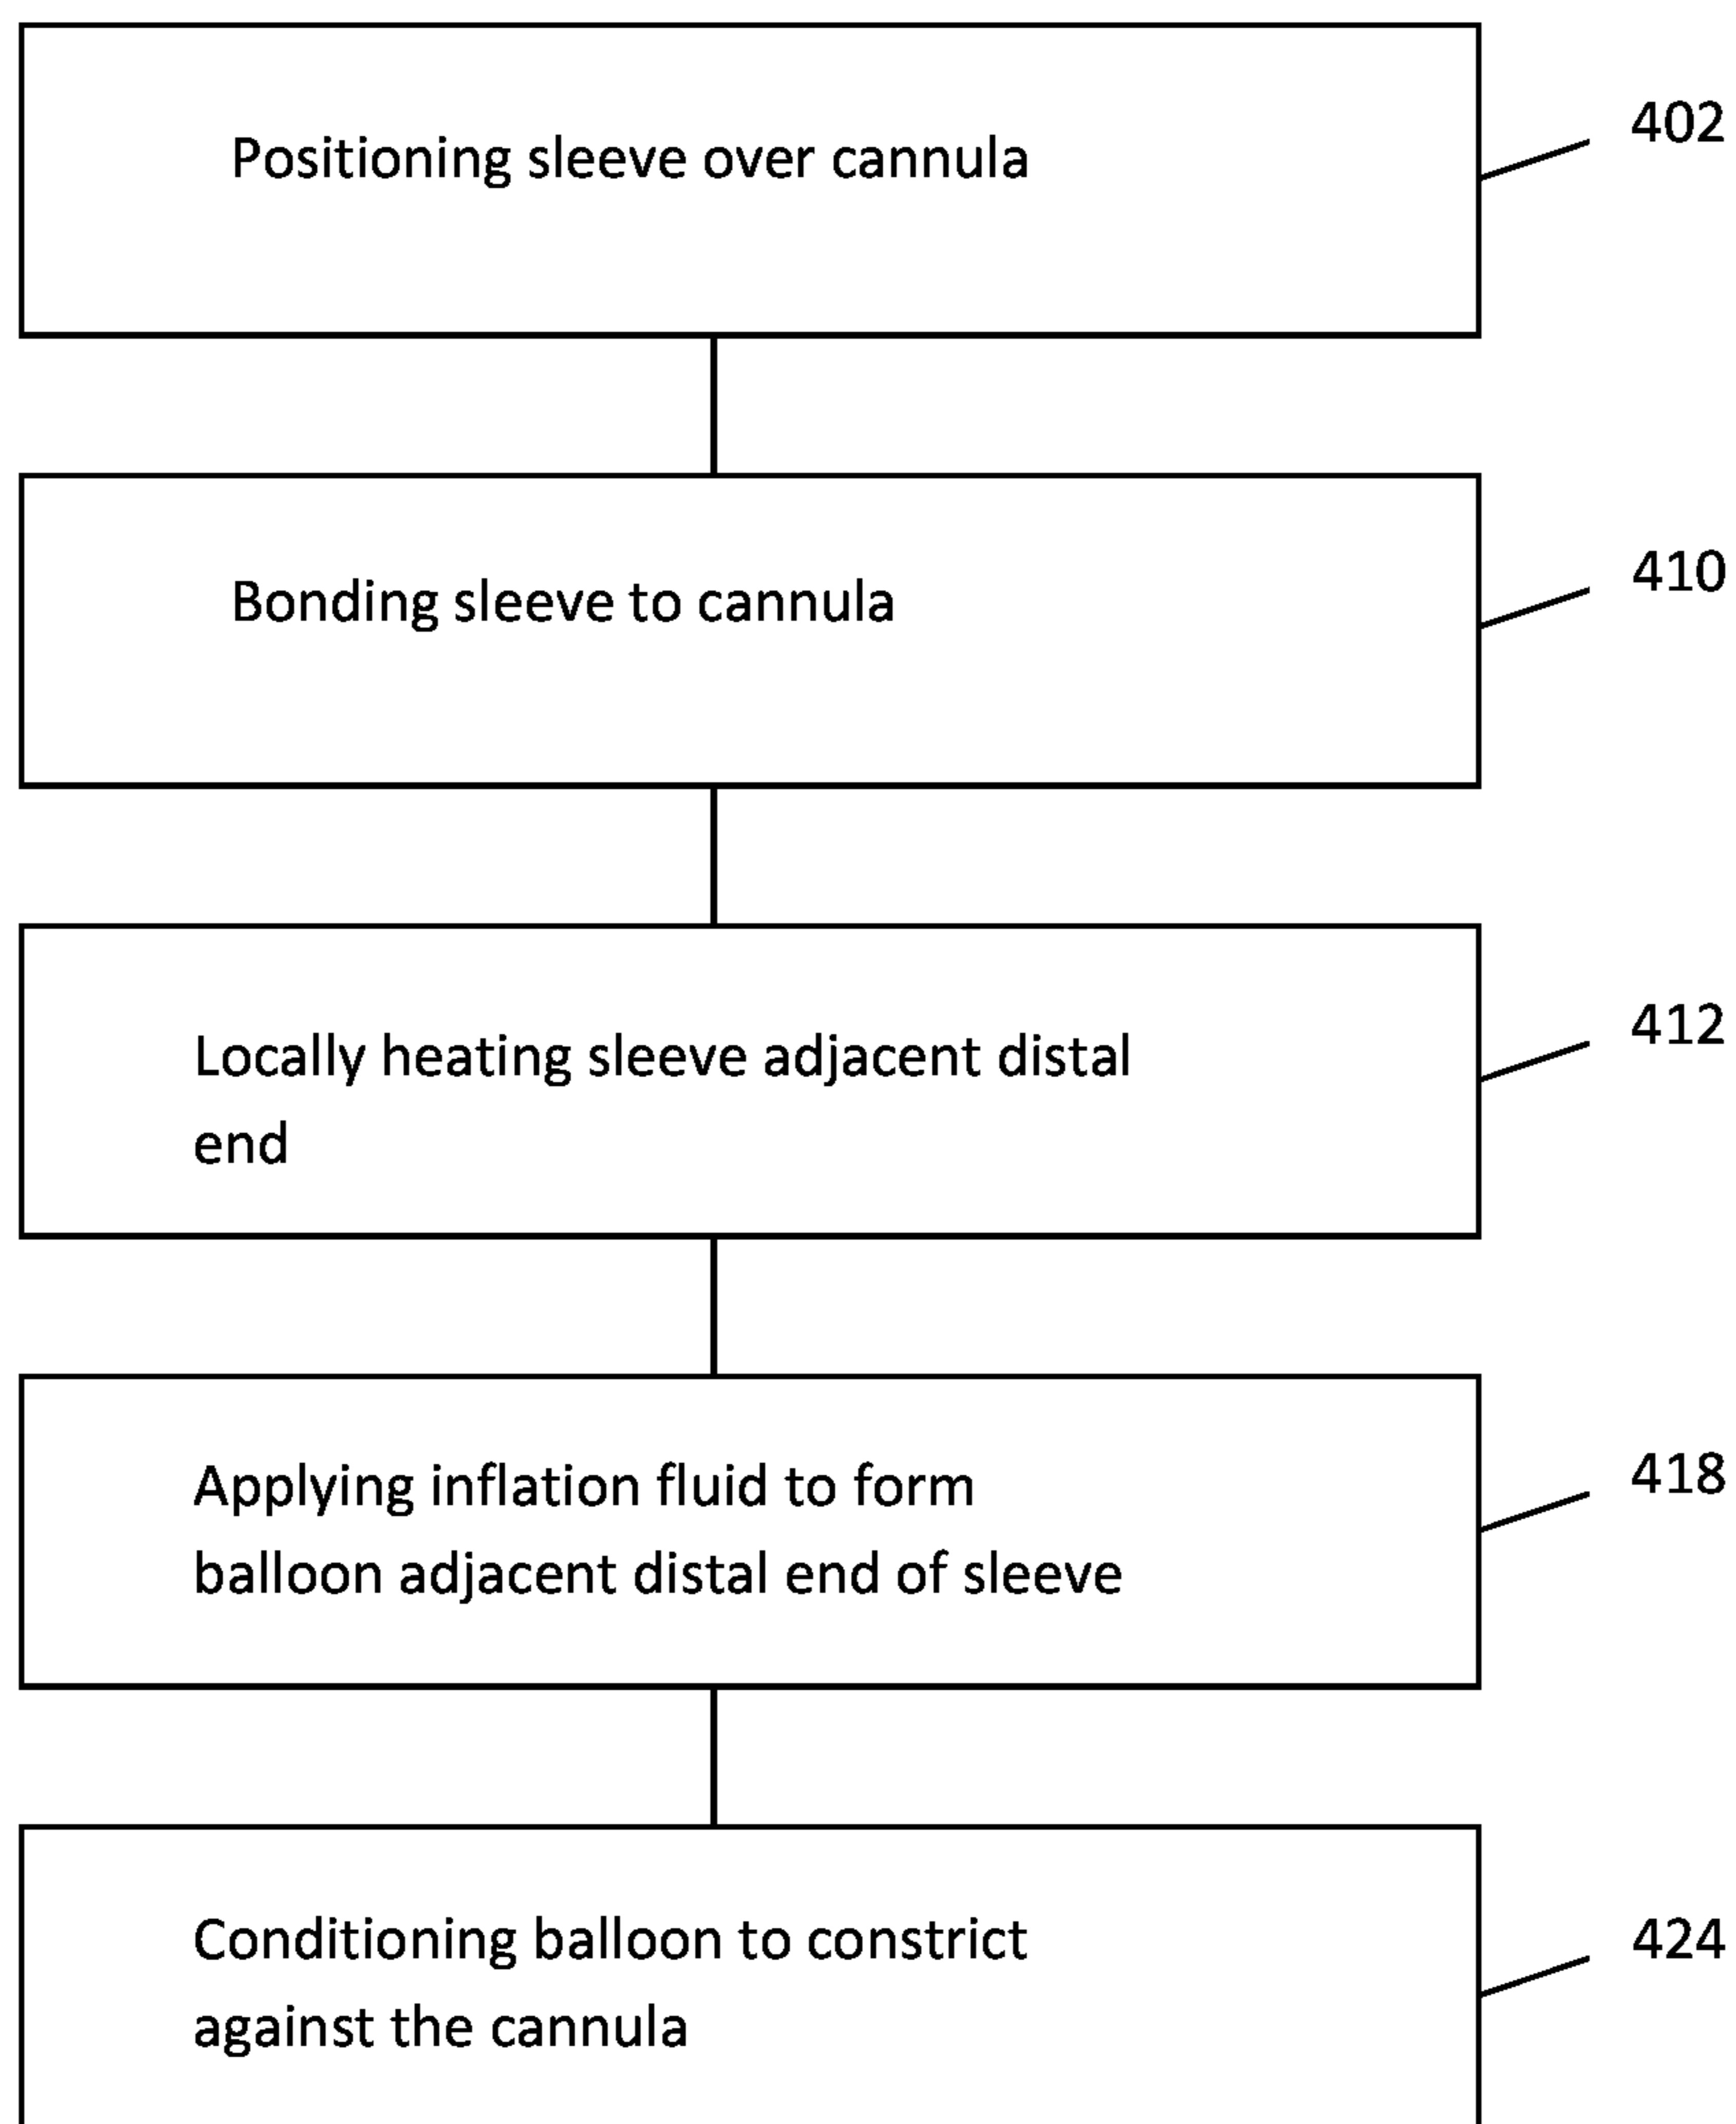 Positioning sleeve over cannula
402
Bonding sleeve to cannula
410
Locally heating sleeve adjacent distal
end
412
Applying inflation fluid to form
balloon adjacent distal end of sleeve
418
Conditioning balloon to constrict
against the cannula
424